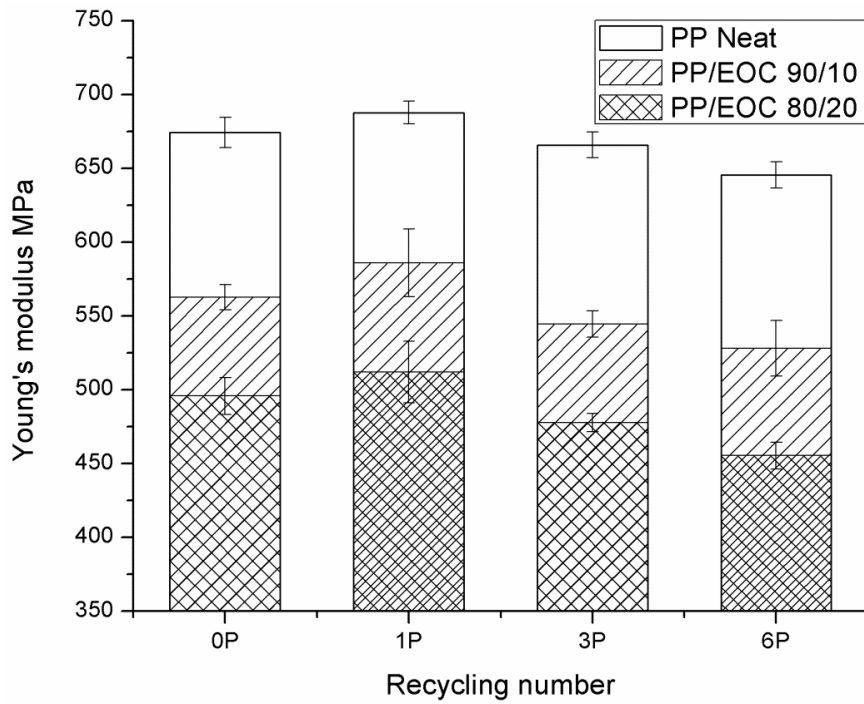 750
700
650
600
550
500
450
400
350
Young's modulus MPa
PP Neat
PP/EOC 90/10
PP/EOC 80/20
0P
1P
3P
6P
Recycling number